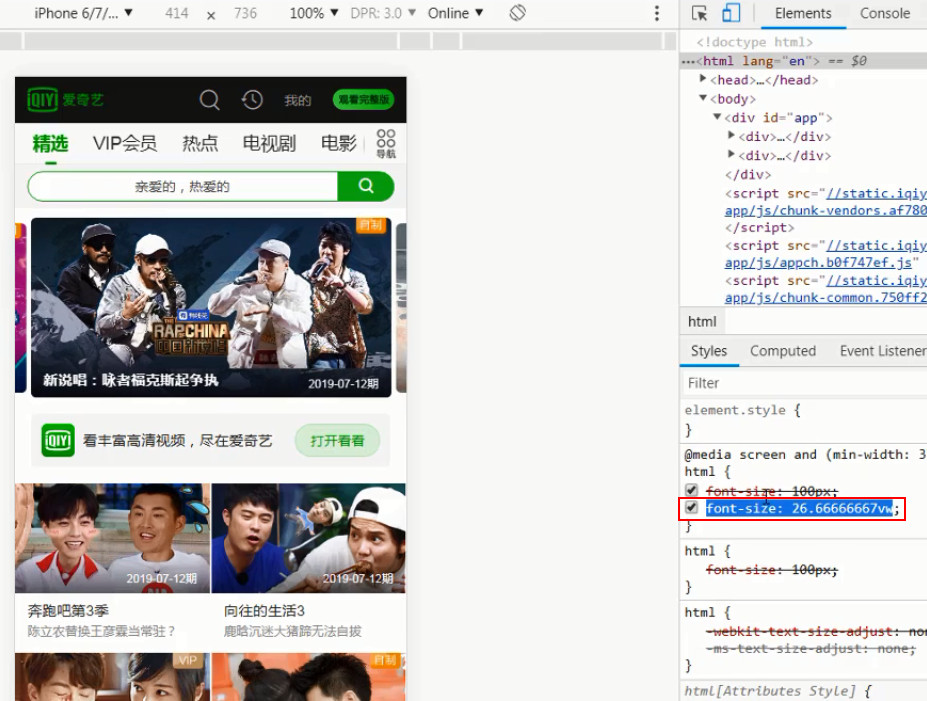 iPhone 6/7/... ▼ 414 x 736 100% ▼ DPR: 3.0 ▼ Online ▼
Elements Console
<!doctype html>
...<html lang="en"> == $0
▶<head>…</head>
▼<body>
▼<div id="app">
▶<div>…</div>
▶<div>…</div>
</div>
<script src="//static.iqiy
app/js/chunk-vendors.af780
</script>
<script src="//static.iqiy
app/js/appch.b0f747ef.js"
<script src="//static.iqiy
app/js/chunk-common.750ff2
html
Styles Computed Event Listener
Filter
element.style {
}
@media screen and (min-width: 3
html {
font-size: 100px;
font-size: 26.66666667vw;
}
html {
font-size: 100px;
}
html {
-webkit-text-size-adjust: non
-ms-text-size-adjust: none;
}
html[Attributes Style] {
QIYI 爱奇艺 我的 观看完整版
精选 VIP会员 热点 电视剧 电影 导航
亲爱的，热爱的
自制
THE RAP OF CHINA
中国新说唱
新说唱：咏者福克斯起争执 2019-07-12期
QIYI 看丰富高清视频，尽在爱奇艺 打开看看
2019-07-12期 2019-07-12期
奔跑吧第3季 向往的生活3
陈立农替换王彦霖当常驻？ 鹿晗沉迷大猪蹄无法自拔
VIP 自制